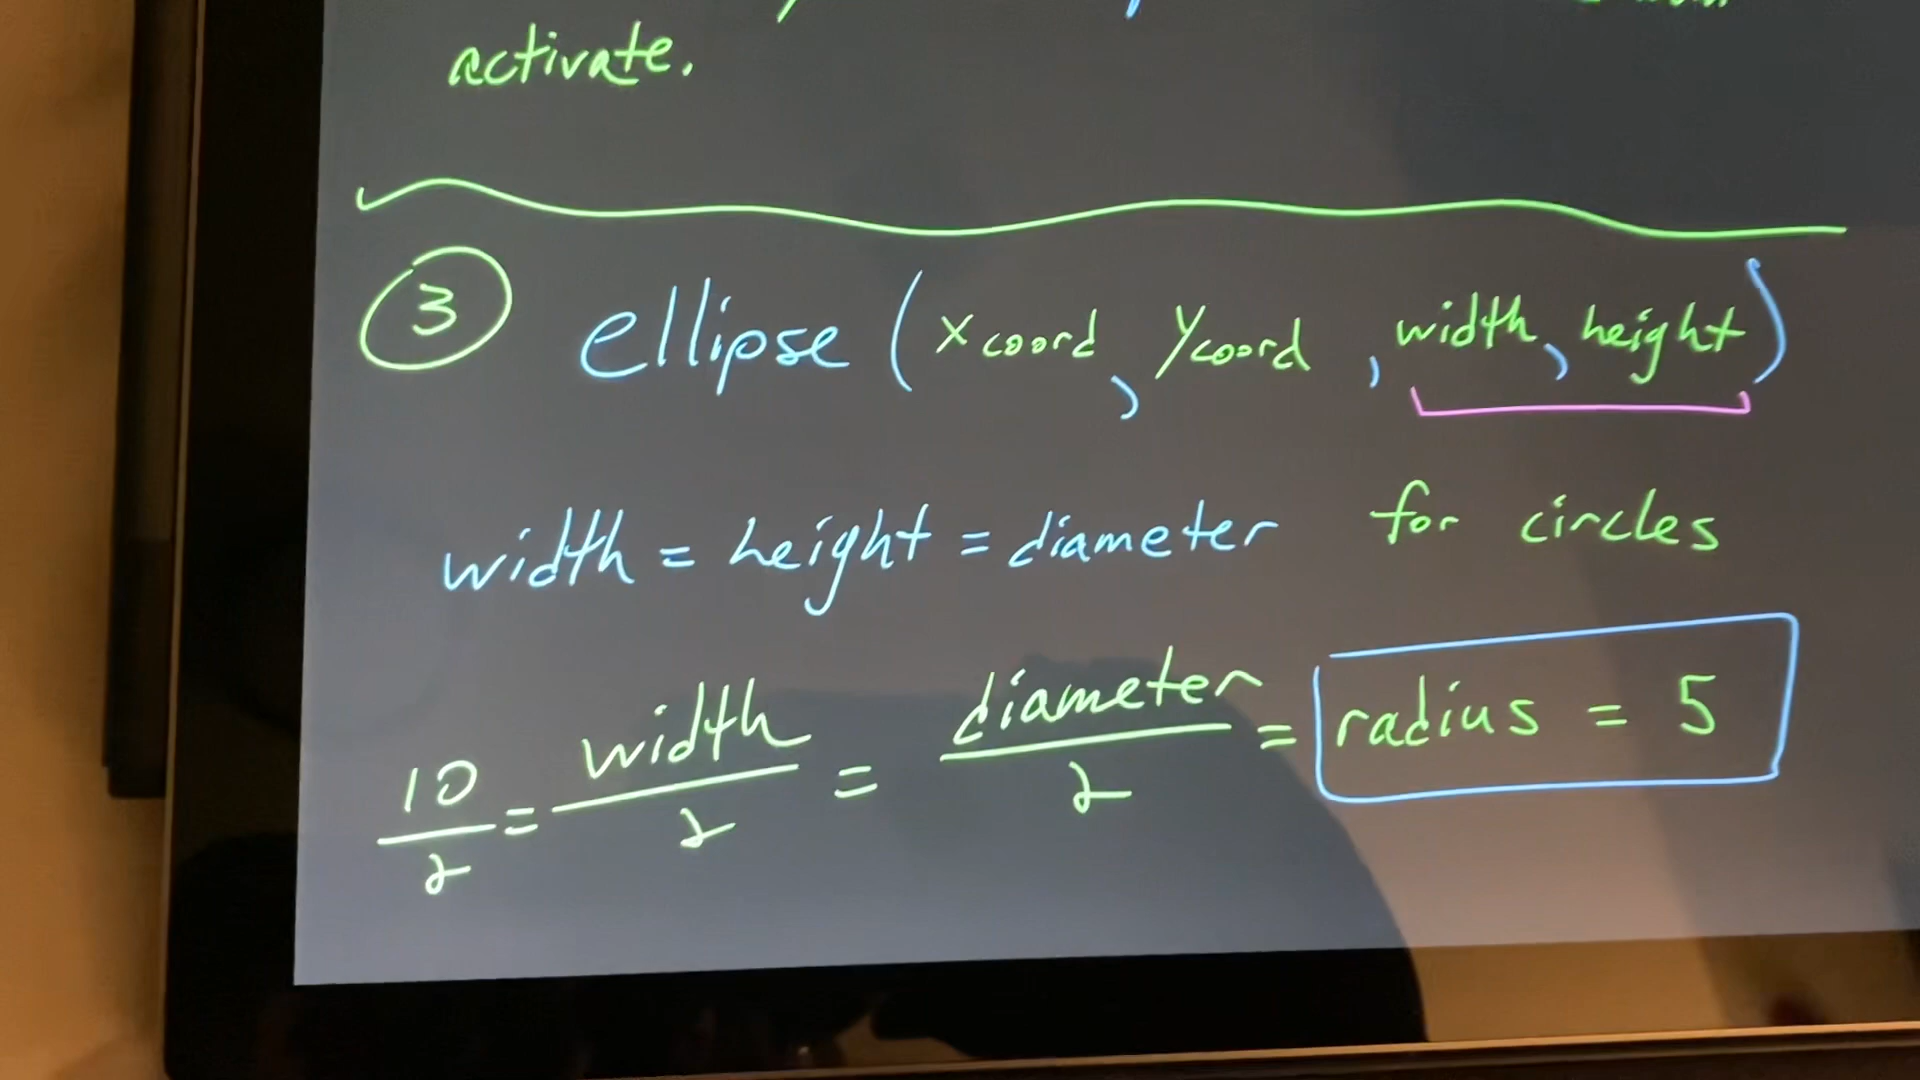 activate.
3 ellipse (xcoord, ycoord, width, height)
width = height = diameter for circles
10/2 = width/2 = diameter/2 = radius = 5